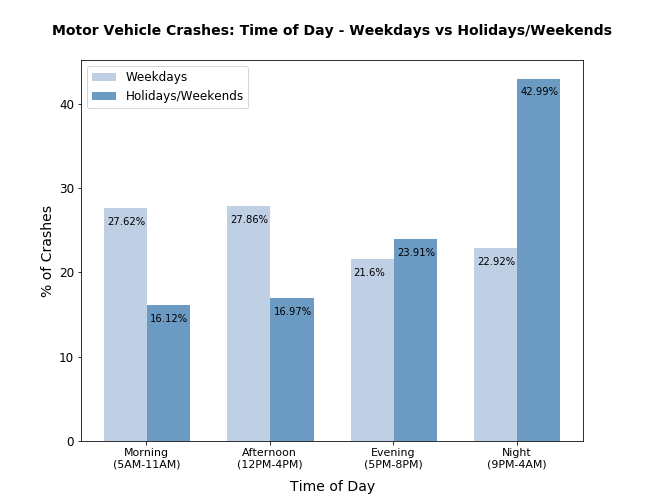 Motor Vehicle Crashes: Time of Day - Weekdays vs Holidays/Weekends
Weekdays
Holidays/Weekends
% of Crashes
40
30
20
10
0
27.62%
16.12%
27.86%
16.97%
21.6%
23.91%
22.92%
42.99%
Morning
(5AM-11AM)
Afternoon
(12PM-4PM)
Evening
(5PM-8PM)
Night
(9PM-4AM)
Time of Day